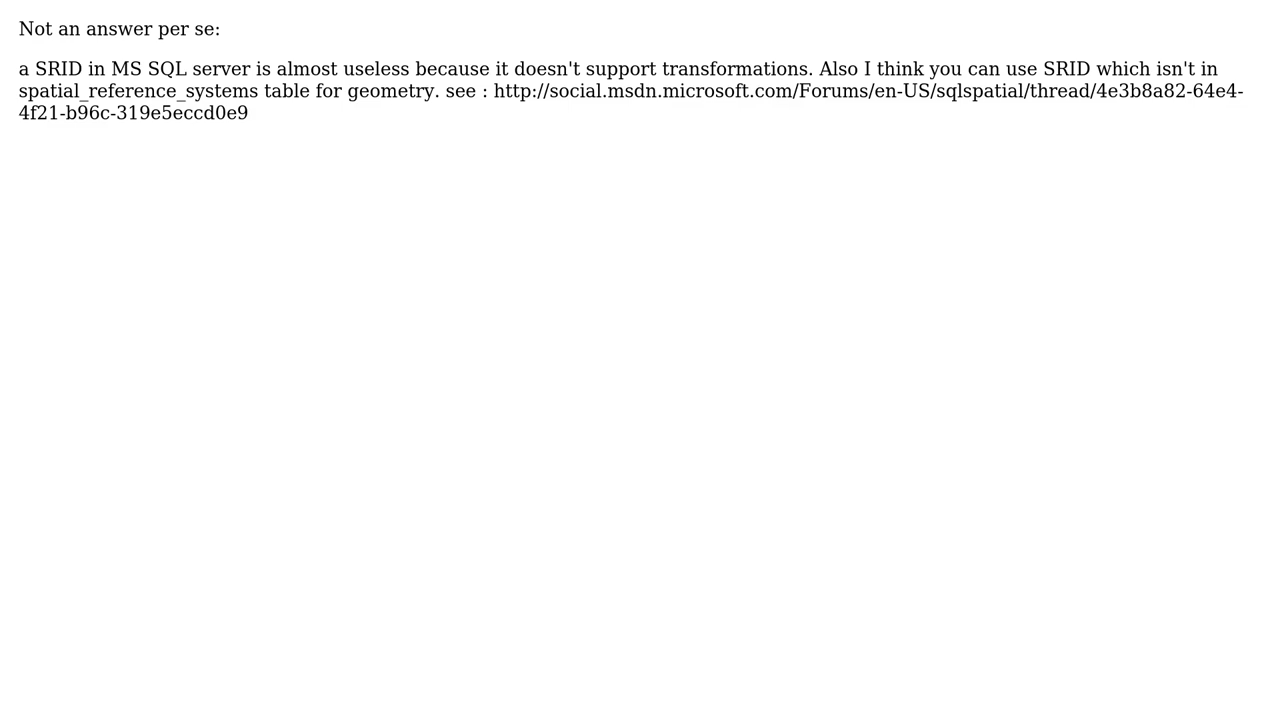 Not an answer per se:
a SRID in MS SQL server is almost useless because it doesn't support transformations. Also I think you can use SRID which isn't in
spatial_reference_systems table for geometry. see : http://social.msdn.microsoft.com/Forums/en-US/sqlspatial/thread/4e3b8a82-64e4-
4f21-b96c-319e5eccd0e9